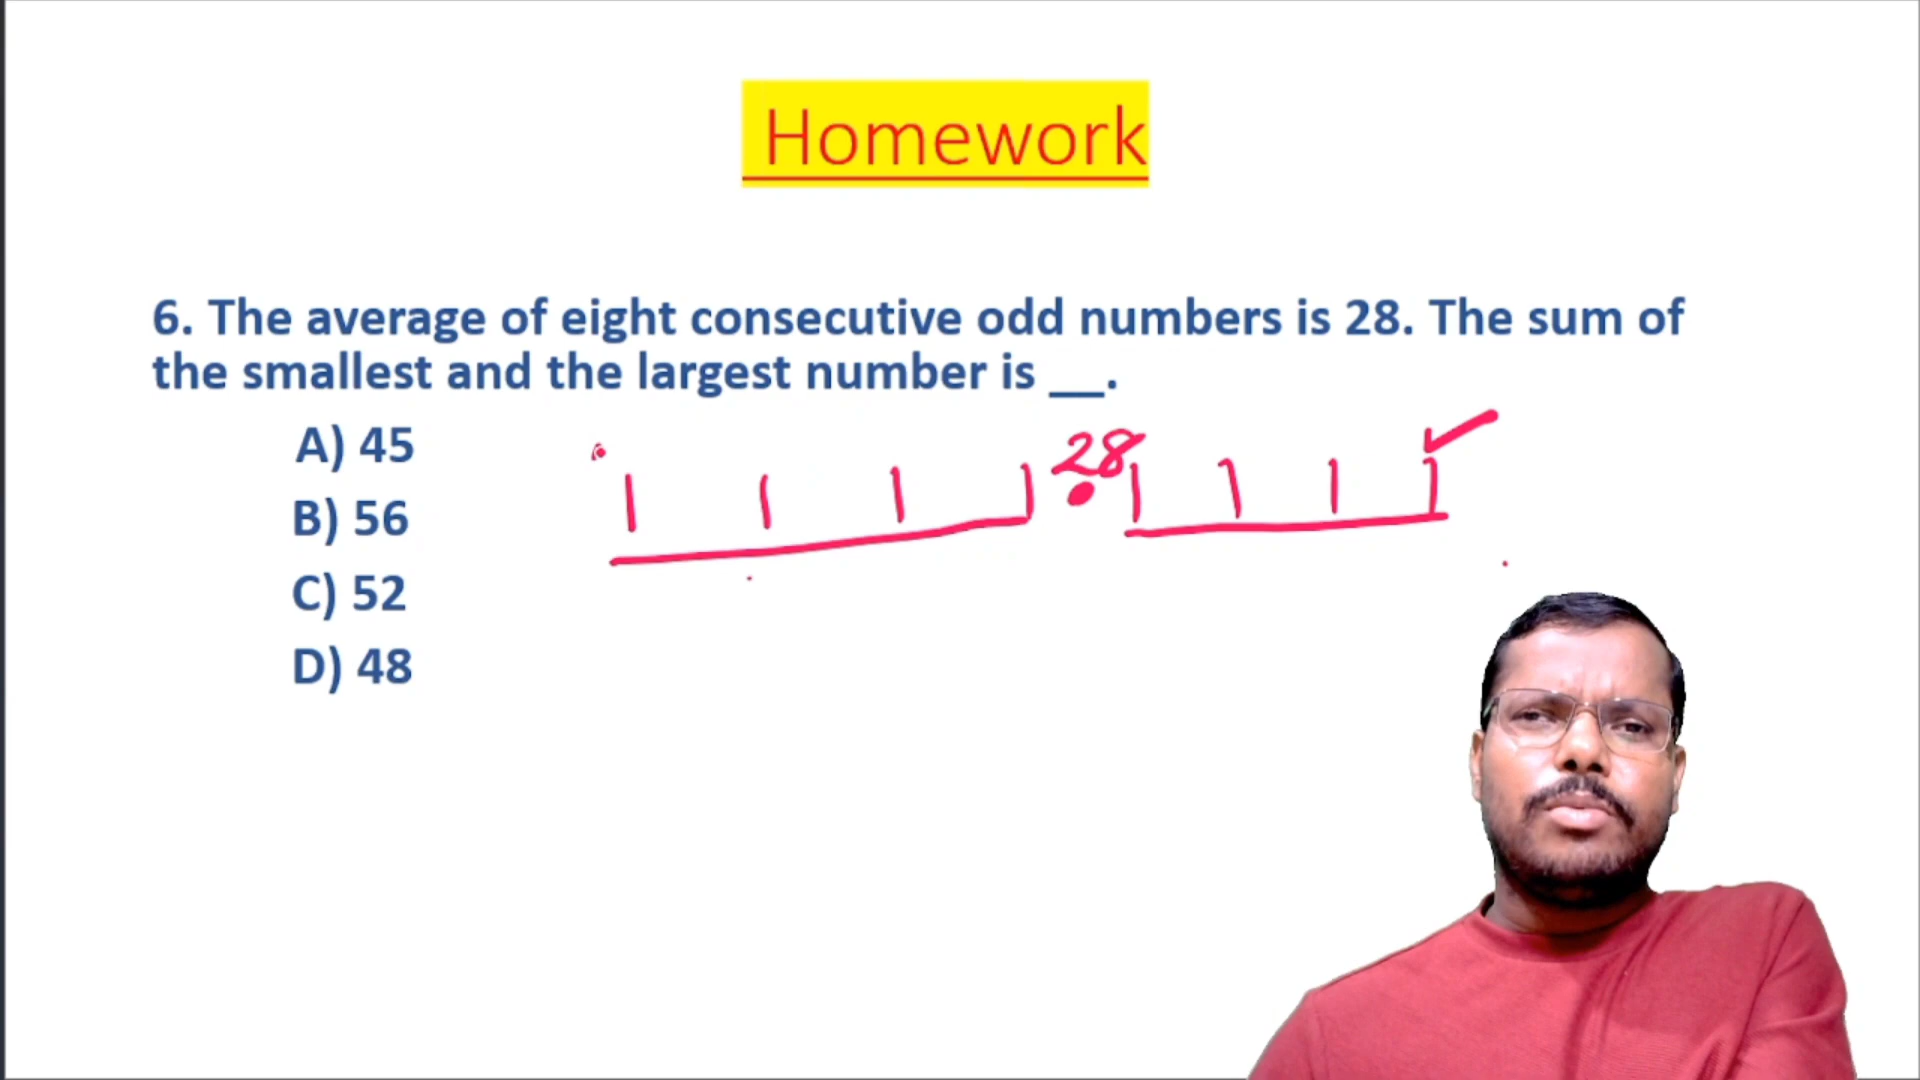 Homework
6. The average of eight consecutive odd numbers is 28. The sum of
the smallest and the largest number is __.
A) 45
28
B) 56
C) 52
D) 48